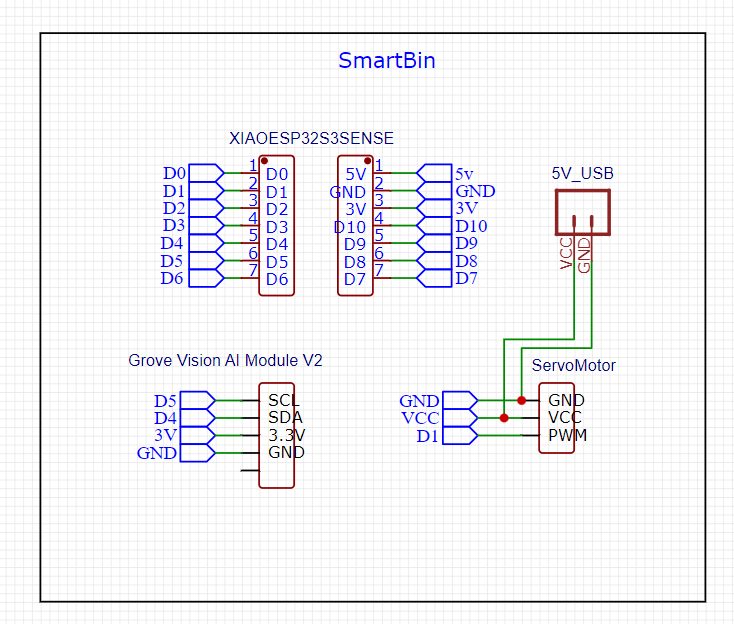 SmartBin
XIAOESP32S3SENSE
D0 1 D0
D1 2 D1
D2 3 D2
D3 4 D3
D4 5 D4
D5 6 D5
D6 7 D6
5V 1 5v
GND 2 GND
3V 3 3V
D10 4 D10
D9 5 D9
D8 6 D8
D7 7 D7
5V_USB
VCC
GND
Grove Vision AI Module V2
D5 SCL
D4 SDA
3V 3.3V
GND GND
ServoMotor
GND GND
VCC VCC
D1 PWM